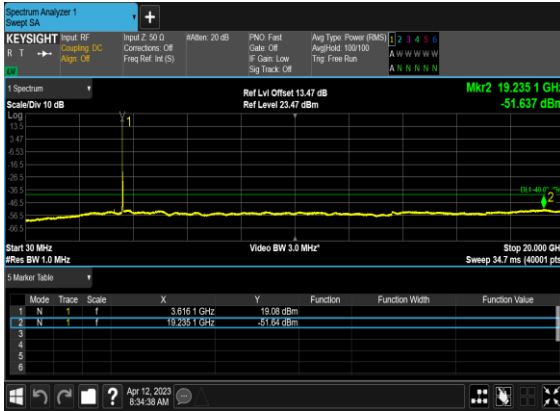 Spectrum Analyzer 1
Swept SA
+
KEYSIGHT Input: RF Input Z: 50 Ω #Atten: 20 dB PNO: Fast Avg Type: Power (RMS) 1 2 3 4 5 6
R T Coupling: DC Corrections: Off Gate: Off Avg|Hold: 100/100 A W W W W W
Align: Off Freq Ref: Int (S) IF Gain: Low Trig: Free Run
Sig Track: Off A N N N N N
1 Spectrum Ref Lvl Offset 13.47 dB Mkr2 19.235 1 GHz
Scale/Div 10 dB Ref Level 23.47 dBm -51.637 dBm
Log
13.5
3.47
-6.53
-16.5
-26.5
-36.5
-46.5
-56.5
-66.5
1
2
Start 30 MHz Video BW 3.0 MHz* Stop 20.000 GHz
#Res BW 1.0 MHz Sweep 34.7 ms (40001 pts)
5 Marker Table
Mode Trace Scale X Y Function Function Width Function Value
1 N 1 f 3.616 1 GHz 19.08 dBm
2 N 1 f 19.235 1 GHz -51.64 dBm
3
4
5
6
? Apr 12, 2023
8:34:38 AM